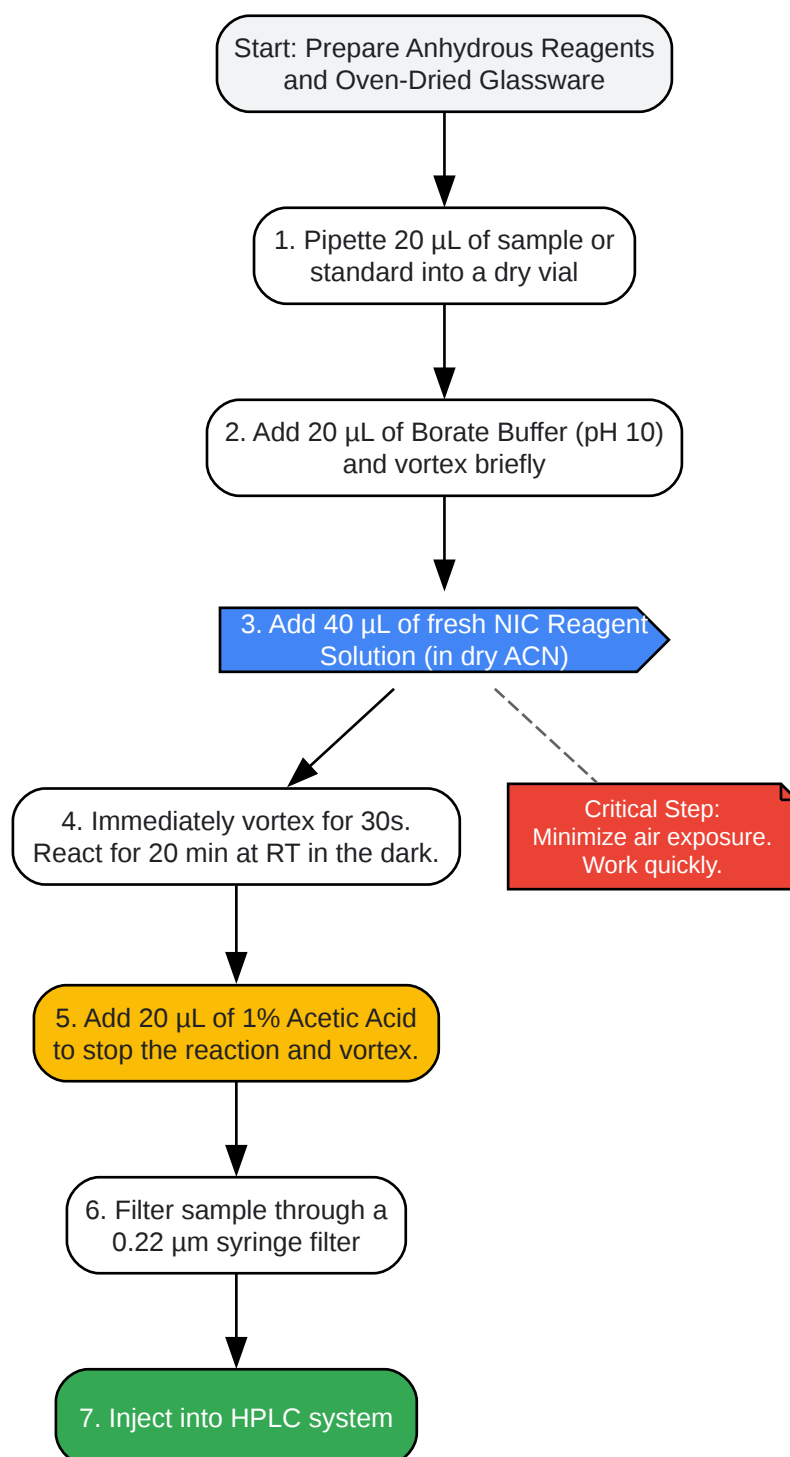 Start: Prepare Anhydrous Reagents
and Oven-Dried Glassware
1. Pipette 20 µL of sample or
standard into a dry vial
2. Add 20 µL of Borate Buffer (pH 10)
and vortex briefly
3. Add 40 µL of fresh NIC Reagent
Solution (in dry ACN)
4. Immediately vortex for 30s.
React for 20 min at RT in the dark.
Critical Step:
Minimize air exposure.
Work quickly.
5. Add 20 µL of 1% Acetic Acid
to stop the reaction and vortex.
6. Filter sample through a
0.22 µm syringe filter
7. Inject into HPLC system